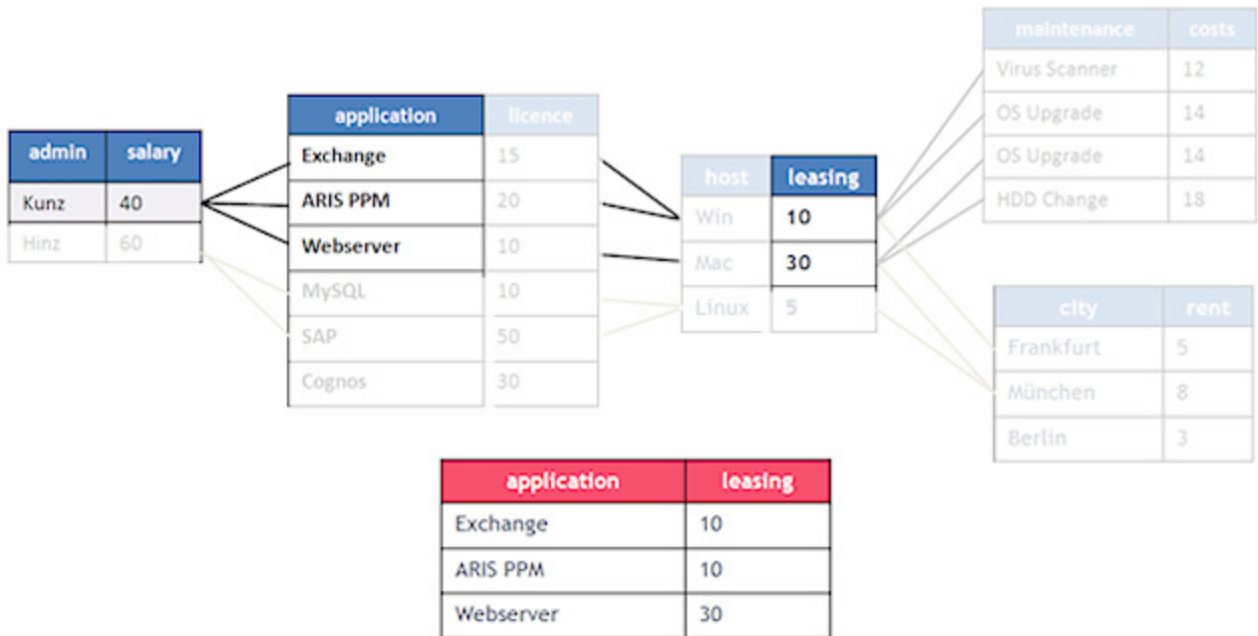 admin salary
Kunz 40
Hinz 60
application licence
Exchange 15
ARIS PPM 20
Webserver 10
MySQL 10
SAP 50
Cognos 30
host leasing
Win 10
Mac 30
Linux 5
maintenance costs
Virus Scanner 12
OS Upgrade 14
OS Upgrade 14
HDD Change 18
city rent
Frankfurt 5
München 8
Berlin 3
application leasing
Exchange 10
ARIS PPM 10
Webserver 30